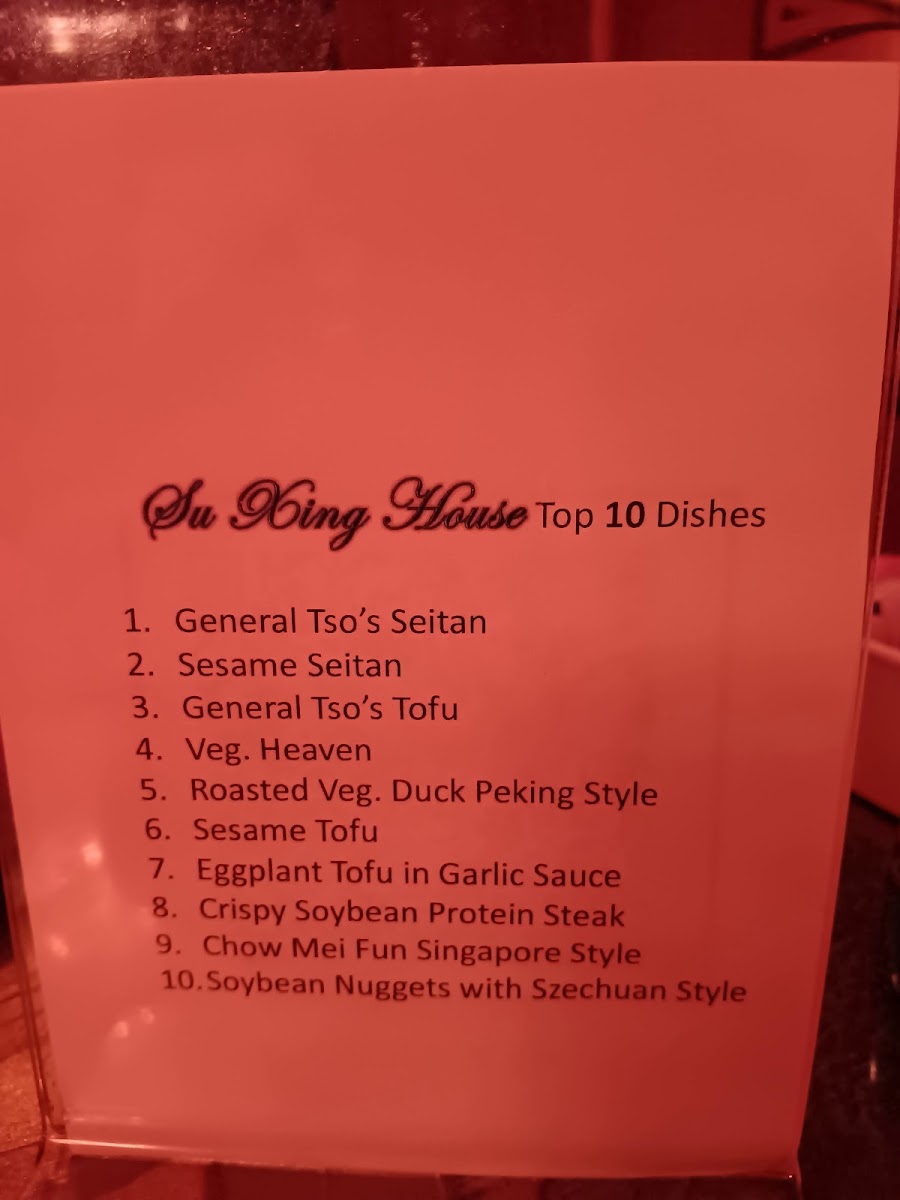 Su Xing House Top 10 Dishes
1. General Tso's Seitan
2. Sesame Seitan
3. General Tso's Tofu
4. Veg. Heaven
5. Roasted Veg. Duck Peking Style
6. Sesame Tofu
7. Eggplant Tofu in Garlic Sauce
8. Crispy Soybean Protein Steak
9. Chow Mei Fun Singapore Style
10. Soybean Nuggets with Szechuan Style